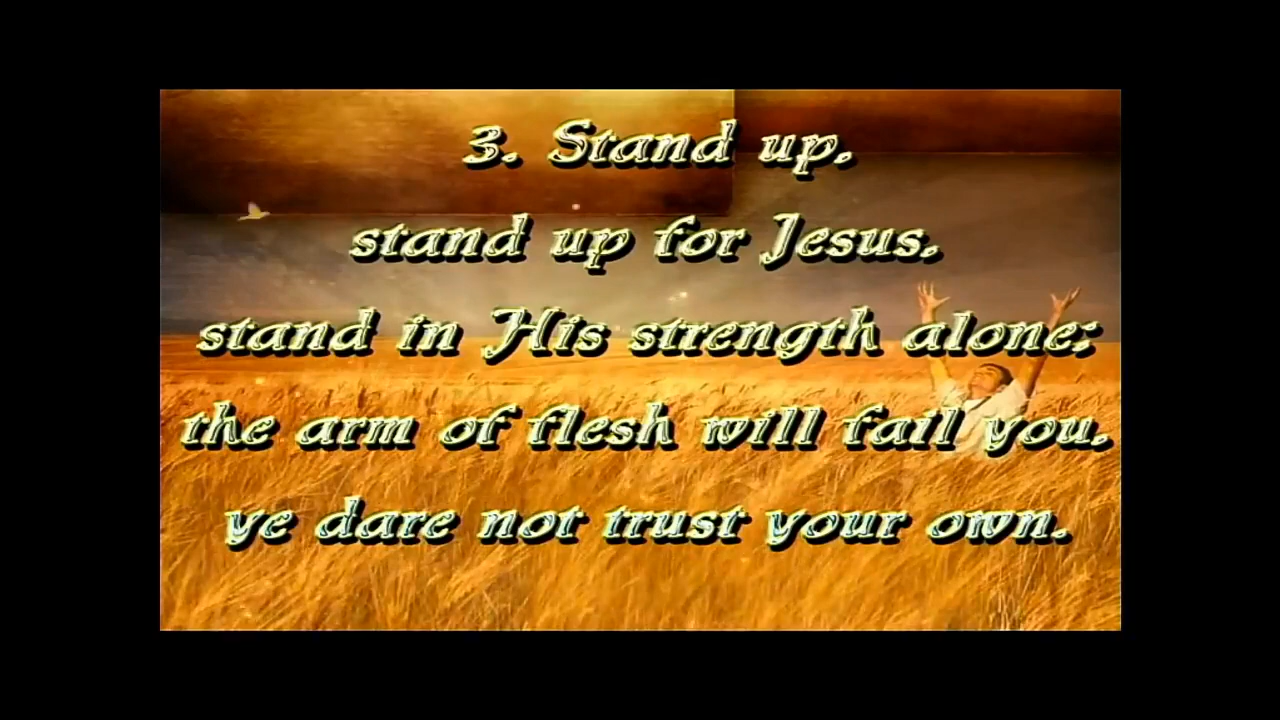 3. Stand up,
stand up for Jesus,
stand in His strength alone;
the arm of flesh will fail you,
ye dare not trust your own.